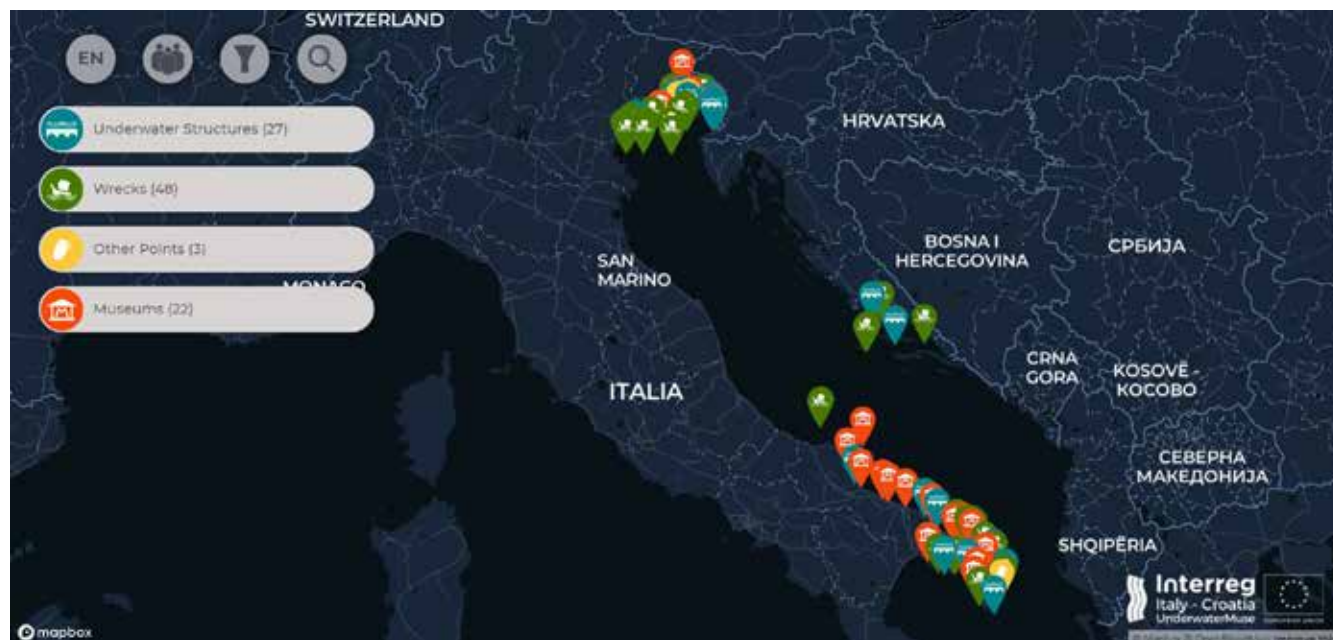 SWITZERLAND
EN
Underwater Structures (27)
HRVATSKA
Wrecks (48)
BOSNA I
HERCEGOVINA
СРБИЈА
Other Points (3)
SAN
MARINO
MONACO
Museums (22)
CRNA
GORA
KOSOVË -
КОСОВО
ITALIA
СЕВЕРНА
МАКЕДОНИЈА
SHQIPËRIA
Interreg
Italy - Croatia
UnderwaterMuse
mapbox